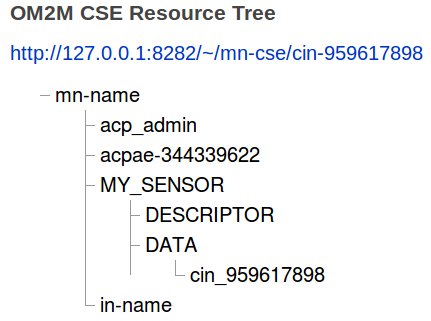 OM2M CSE Resource Tree
http://127.0.0.1:8282/~/mn-cse/cin-959617898
mn-name
acp_admin
acpae-344339622
MY_SENSOR
DESCRIPTOR
DATA
cin_959617898
in-name